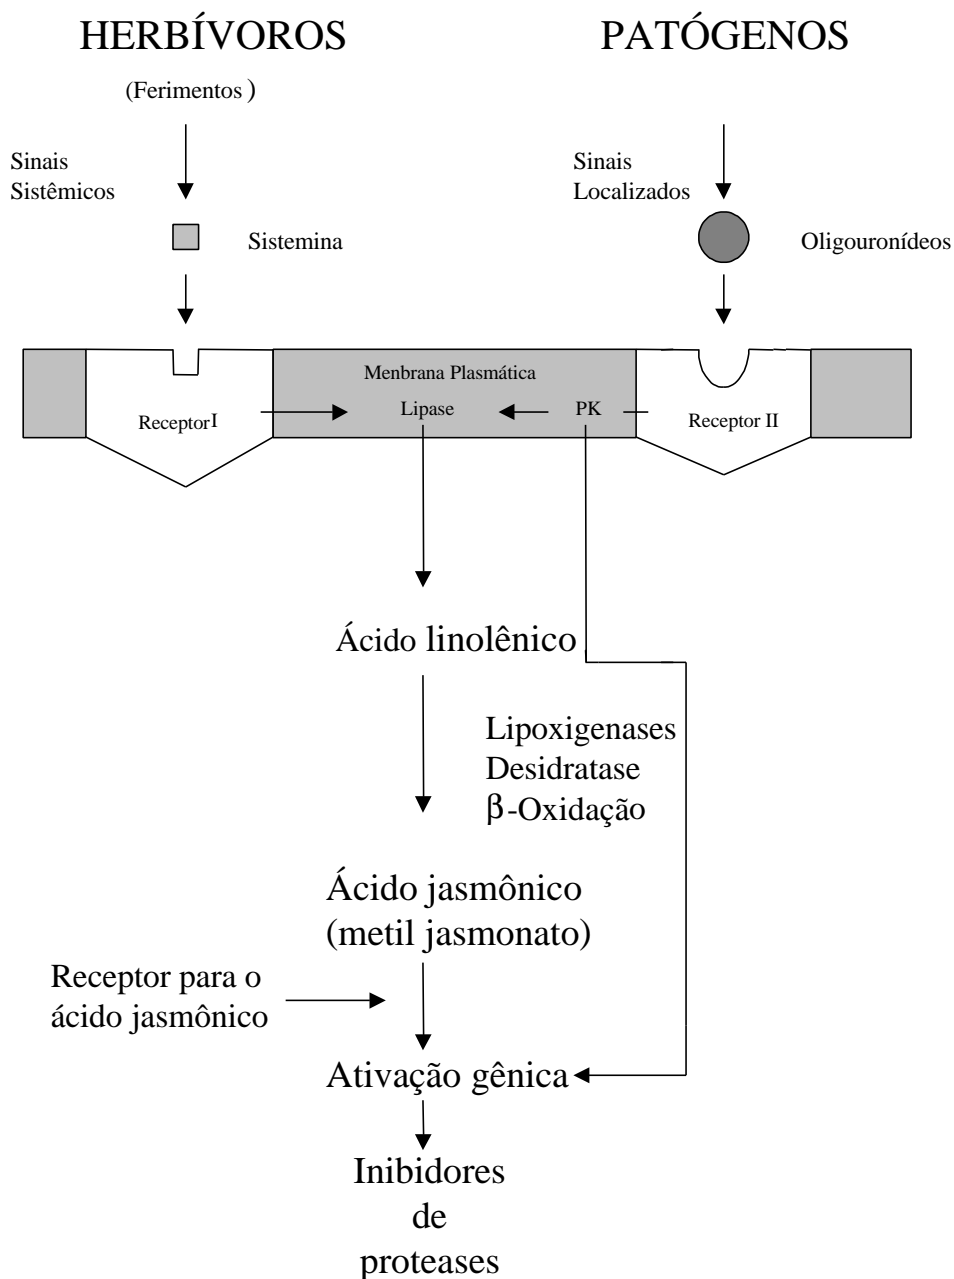 HERBÍVOROS
PATÓGENOS
(Ferimentos )
Sinais
Sistêmicos
Sinais
Localizados
Sistemina
Oligouronídeos
Menbrana Plasmática
Receptor I
Lipase
PK
Receptor II
Ácido linolênico
Lipoxigenases
Desidratase
β-Oxidação
Ácido jasmônico
(metil jasmonato)
Receptor para o
ácido jasmônico
Ativação gênica
Inibidores
de
proteases